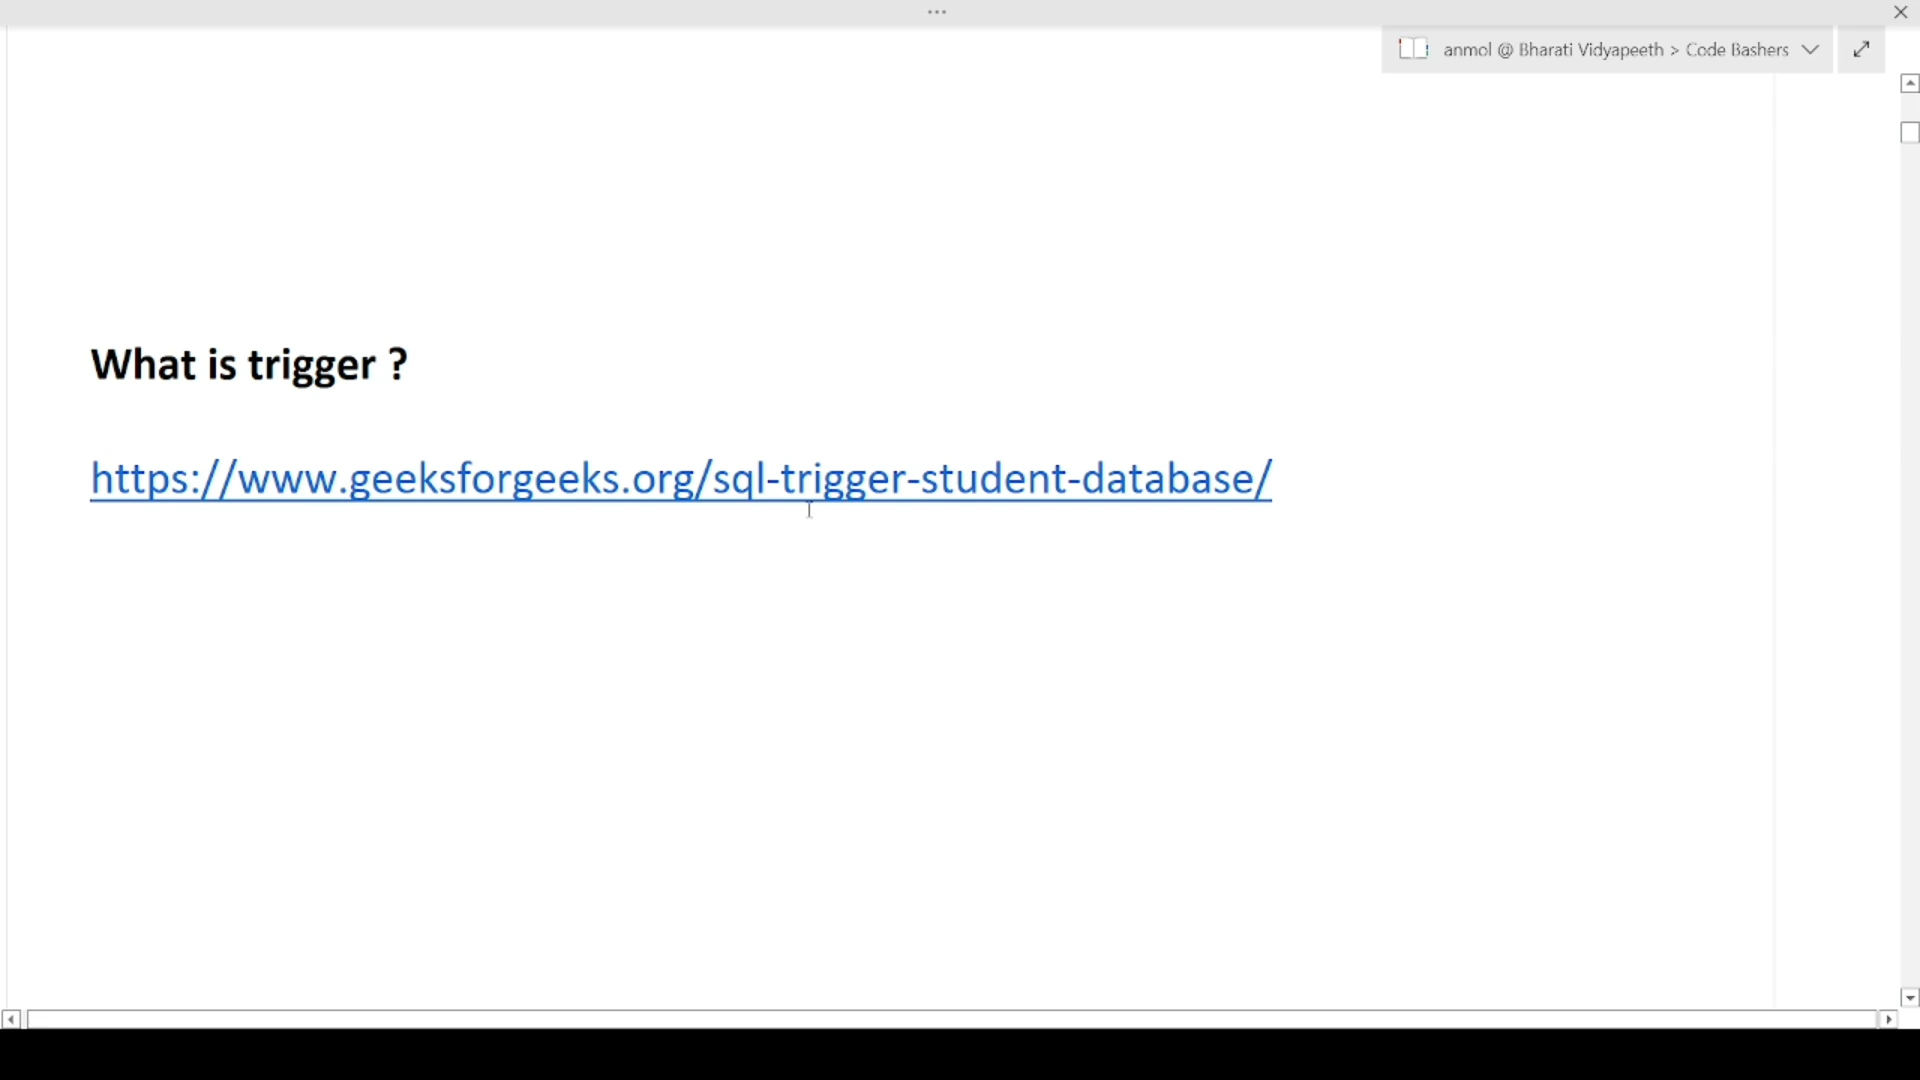 ...
anmol @ Bharati Vidyapeeth > Code Bashers
What is trigger ?
https://www.geeksforgeeks.org/sql-trigger-student-database/